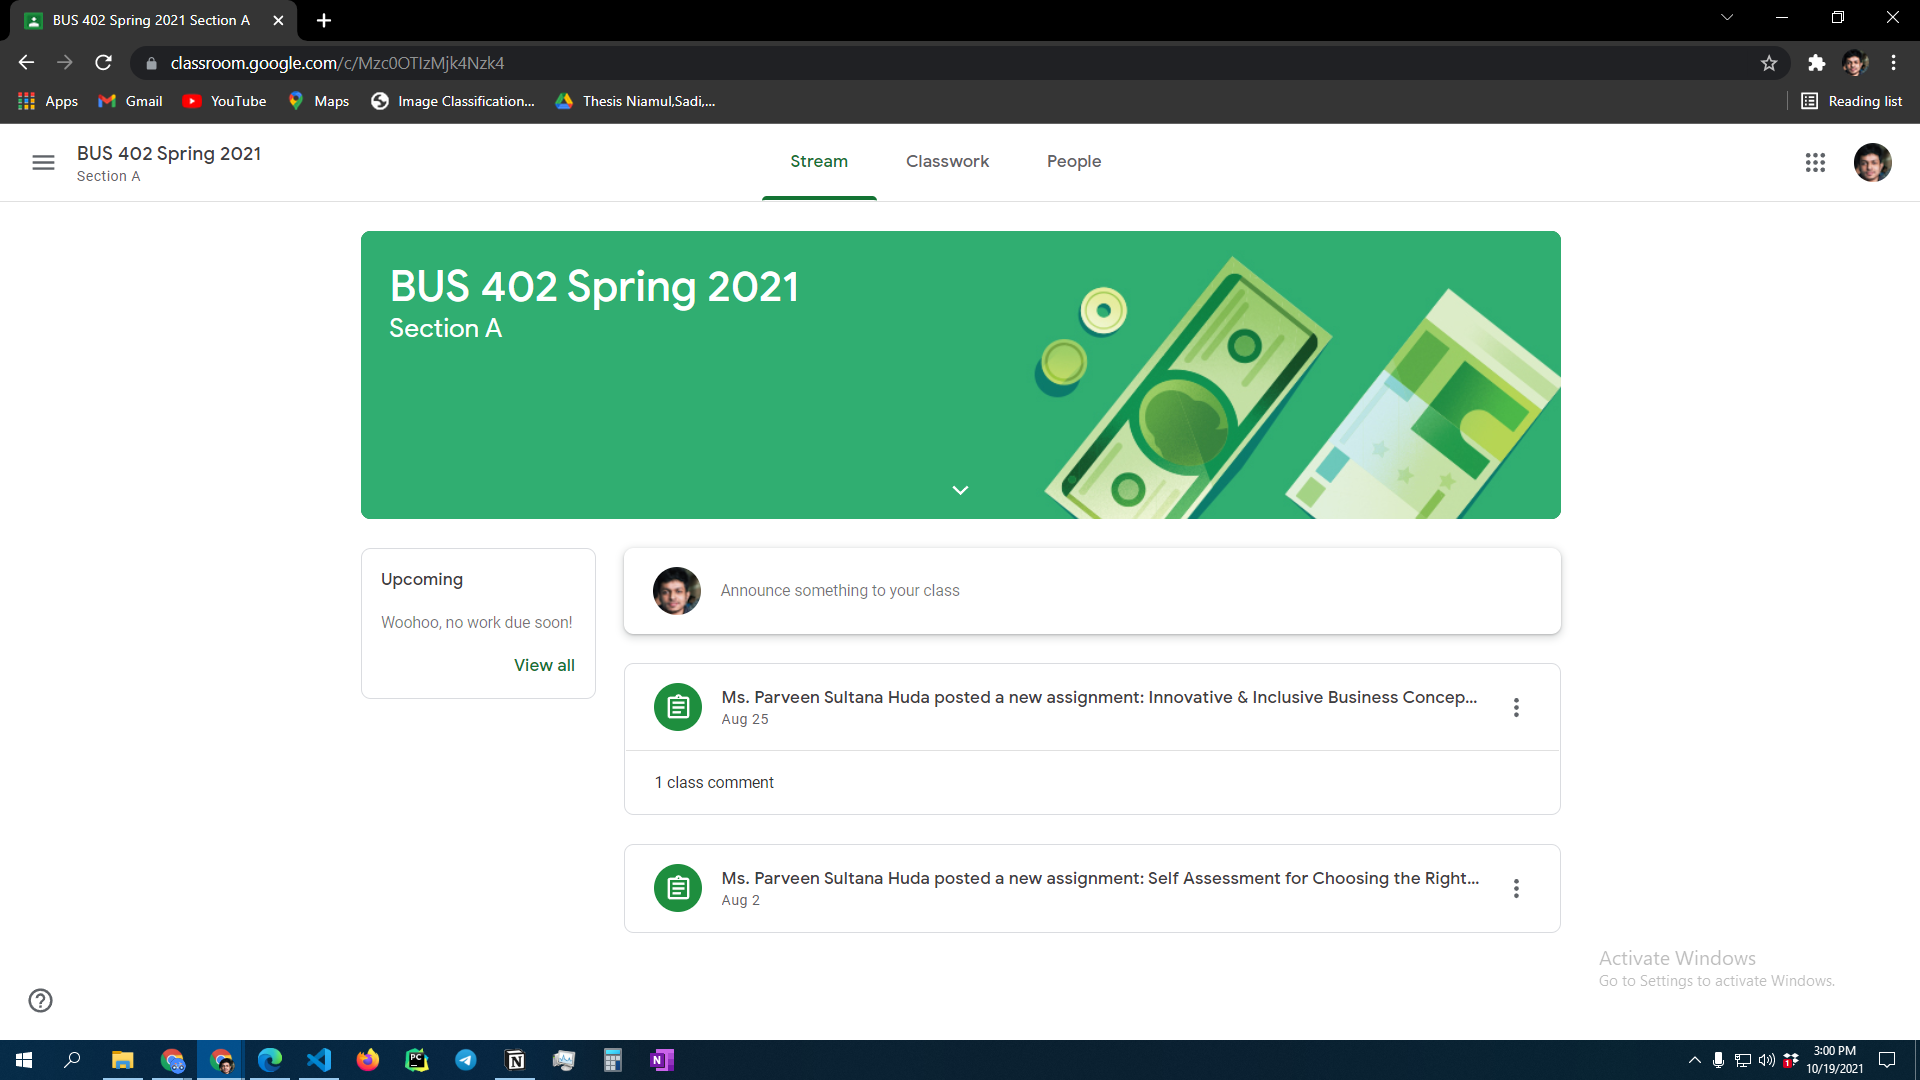 BUS 402 Spring 2021 Section A
classroom.google.com/c/Mzc0OTIzMjk4Nzk4
Apps
Gmail
YouTube
Maps
Image Classification...
Thesis Niamul,Sadi,...
Reading list
BUS 402 Spring 2021
Section A
Stream
Classwork
People
BUS 402 Spring 2021
Section A
Upcoming
Woohoo, no work due soon!
View all
Announce something to your class
Ms. Parveen Sultana Huda posted a new assignment: Innovative & Inclusive Business Concep...
Aug 25
1 class comment
Ms. Parveen Sultana Huda posted a new assignment: Self Assessment for Choosing the Right...
Aug 2
Activate Windows
Go to Settings to activate Windows.
3:00 PM
10/19/2021